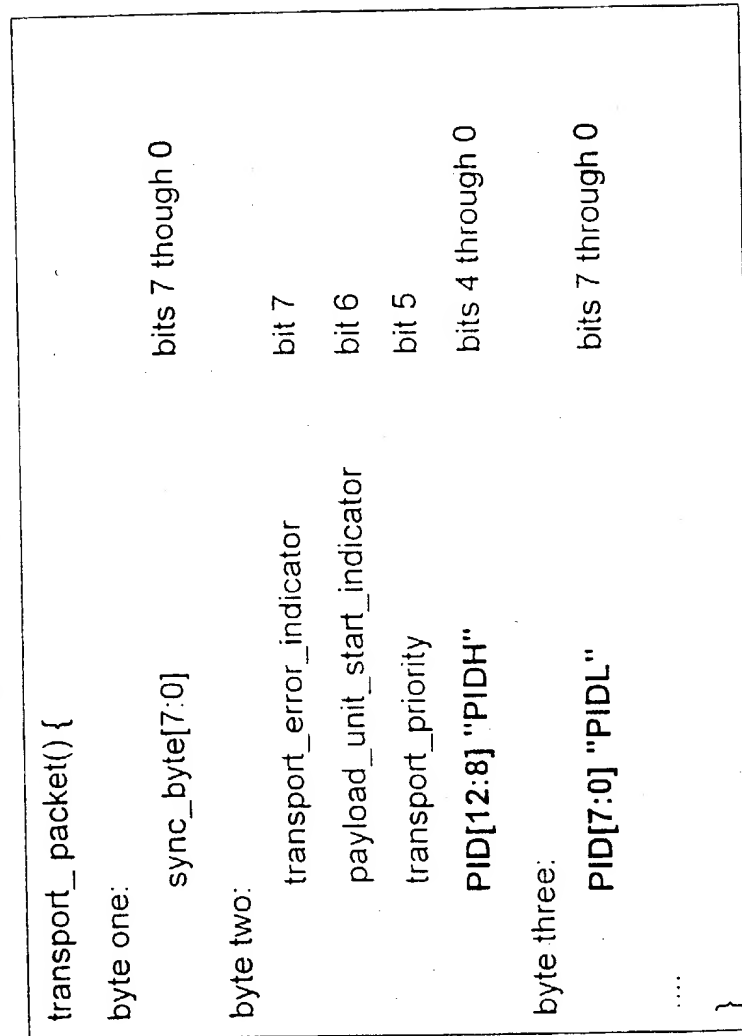 transport_ packet() {
byte one:
sync_byte[7:0] bits 7 though 0
byte two:
transport_error_indicator bit 7
payload_unit_start_indicator bit 6
transport_priority bit 5
PID[12:8] "PIDH" bits 4 through 0
byte three:
PID[7:0] "PIDL" bits 7 through 0
....
}